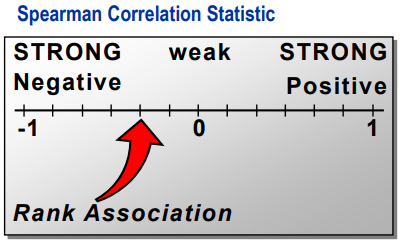 Spearman Correlation Statistic
STRONG weak STRONG
Negative Positive
-1 0 1
Rank Association